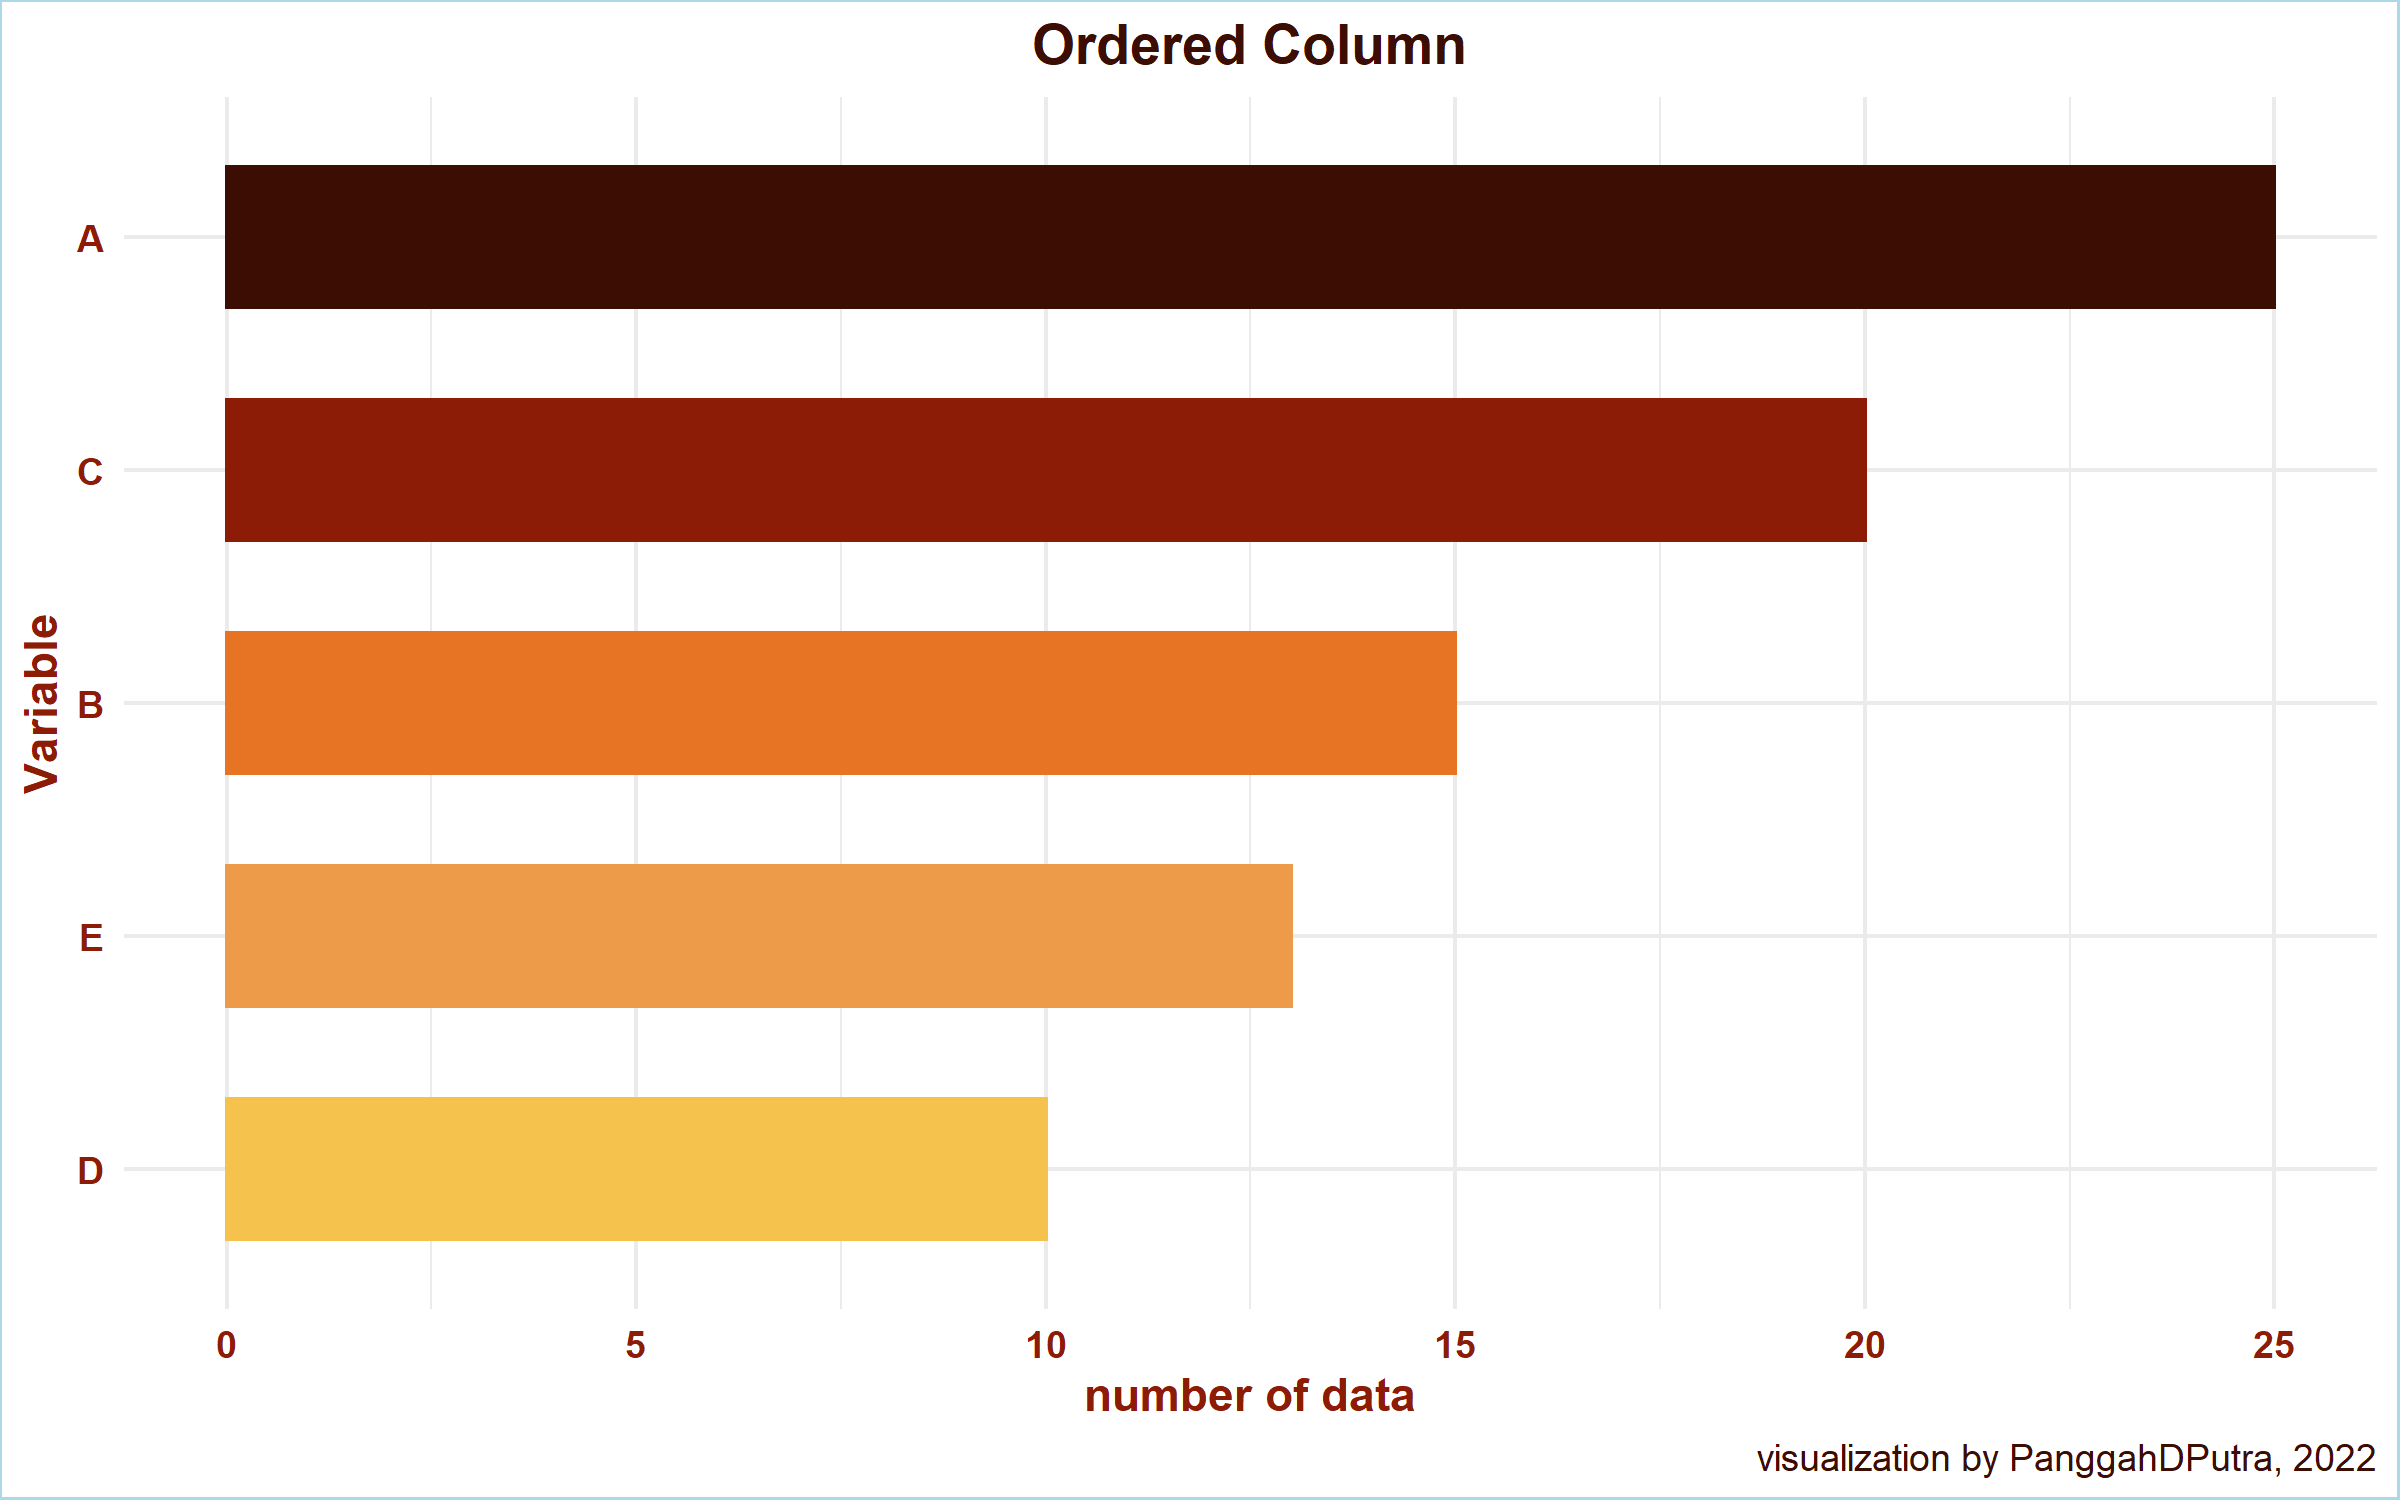 Ordered Column
Variable
A
C
B
E
D
0 5 10 15 20 25
number of data
visualization by PanggahDPutra, 2022